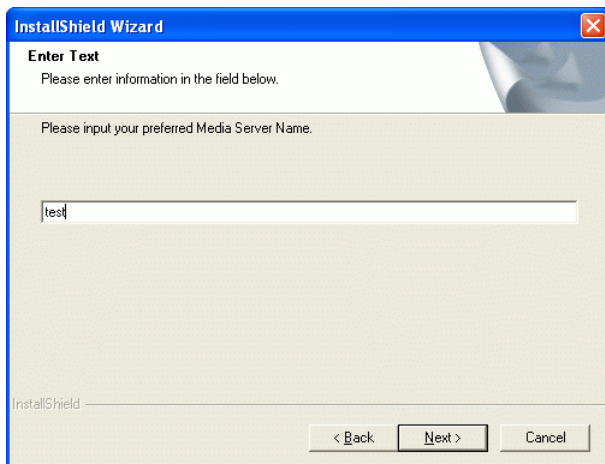 InstallShield Wizard
Enter Text
Please enter information in the field below.
Please input your preferred Media Server Name.
test
InstallShield
< Back
Next >
Cancel